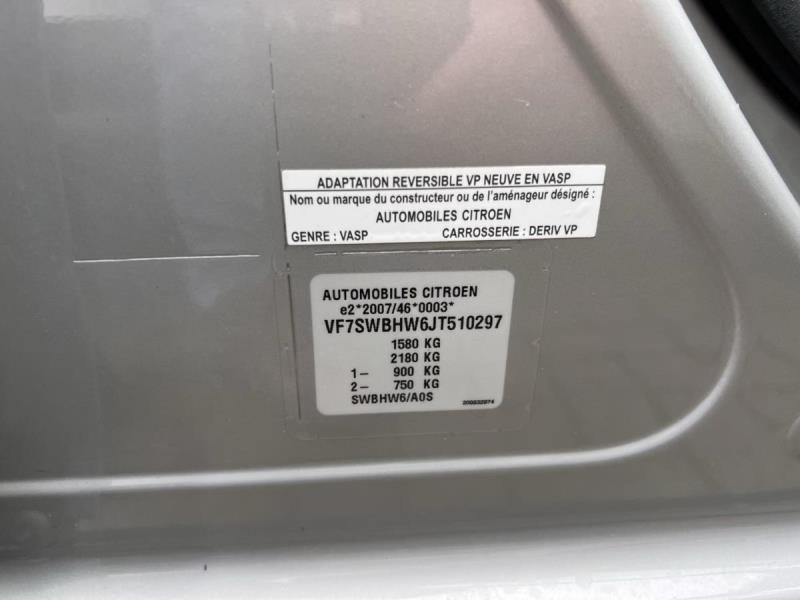 ADAPTATION REVERSIBLE VP NEUVE EN VASP
Nom ou marque du constructeur ou de l'aménageur désigné :
AUTOMOBILES CITROEN
GENRE : VASP CARROSSERIE : DERIV VP
AUTOMOBILES CITROEN
e2*2007/46*0003*
VF7SWBHW6JT510297
1580 KG
2180 KG
1– 900 KG
2– 750 KG
SWBHW6/A0S